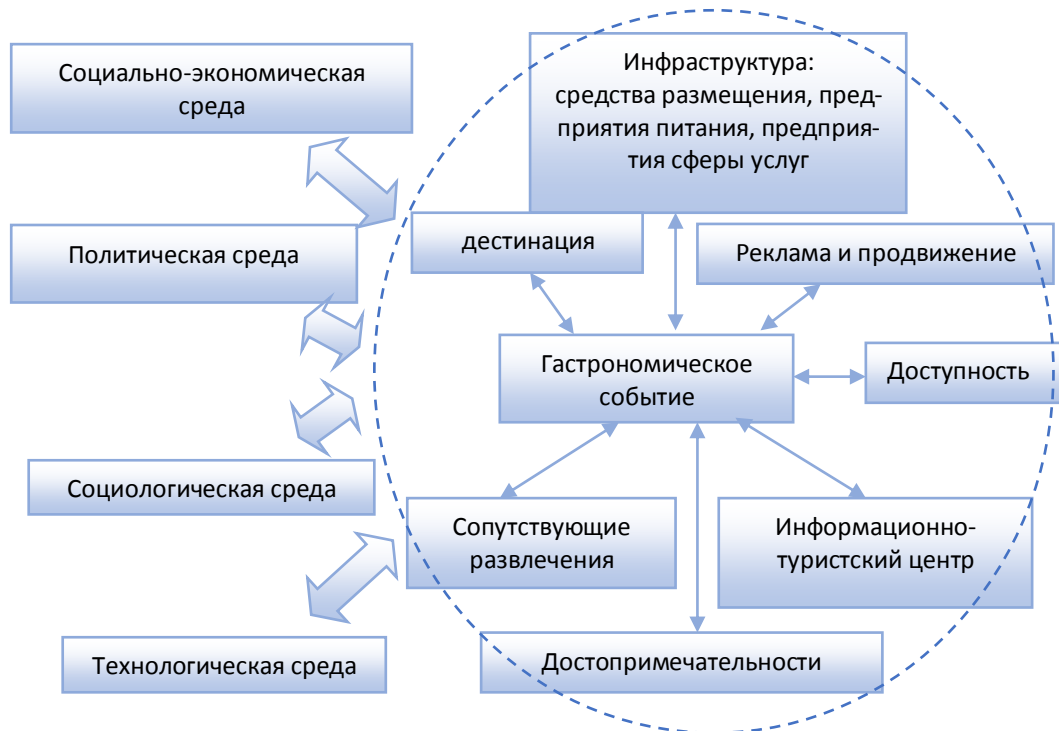 Социально-экономическая
среда
Политическая среда
Социологическая среда
Технологическая среда
Инфраструктура:
средства размещения, пред-
приятия питания, предприя-
тия сферы услуг
дестинация
Реклама и продвижение
Гастрономическое
событие
Доступность
Сопутствующие
развлечения
Информационно-
туристский центр
Достопримечательности